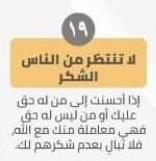 ١٩
لا تنتظر من الناس
الشكر
إذا أحسنت إلى من له حق
عليك أو من ليس له حق
فهي معاملة منك مع الله،
فلا تبالِ بعدم شكرهم لك.